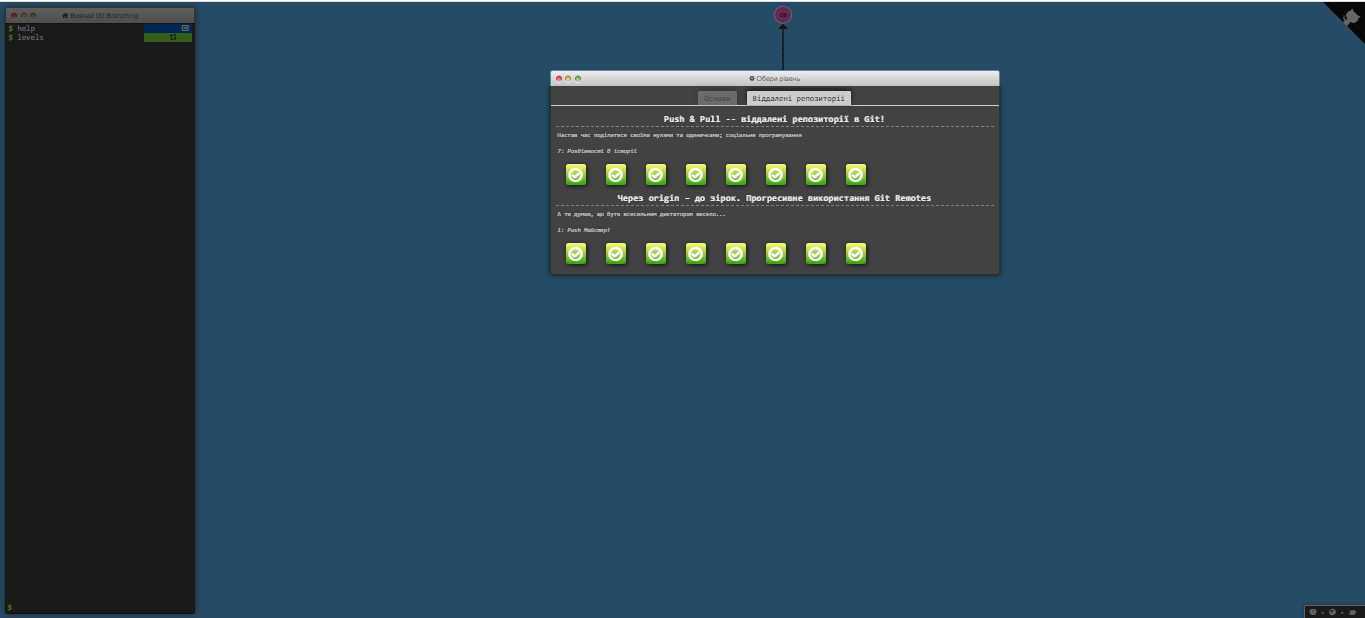 Вивчай Git Branching
$ help
$ levels
$
C0
Обери рівень
Основи
Віддалені репозиторії
Push & Pull -- віддалені репозиторії в Git!
Настав час поділитися своїми нулями та одиничками; соціальне програмування
7: Розбіжності в історії
Через origin – до зірок. Прогресивне використання Git Remotes
А ти думав, що бути всесильним диктатором весело...
1: Push Майстер!